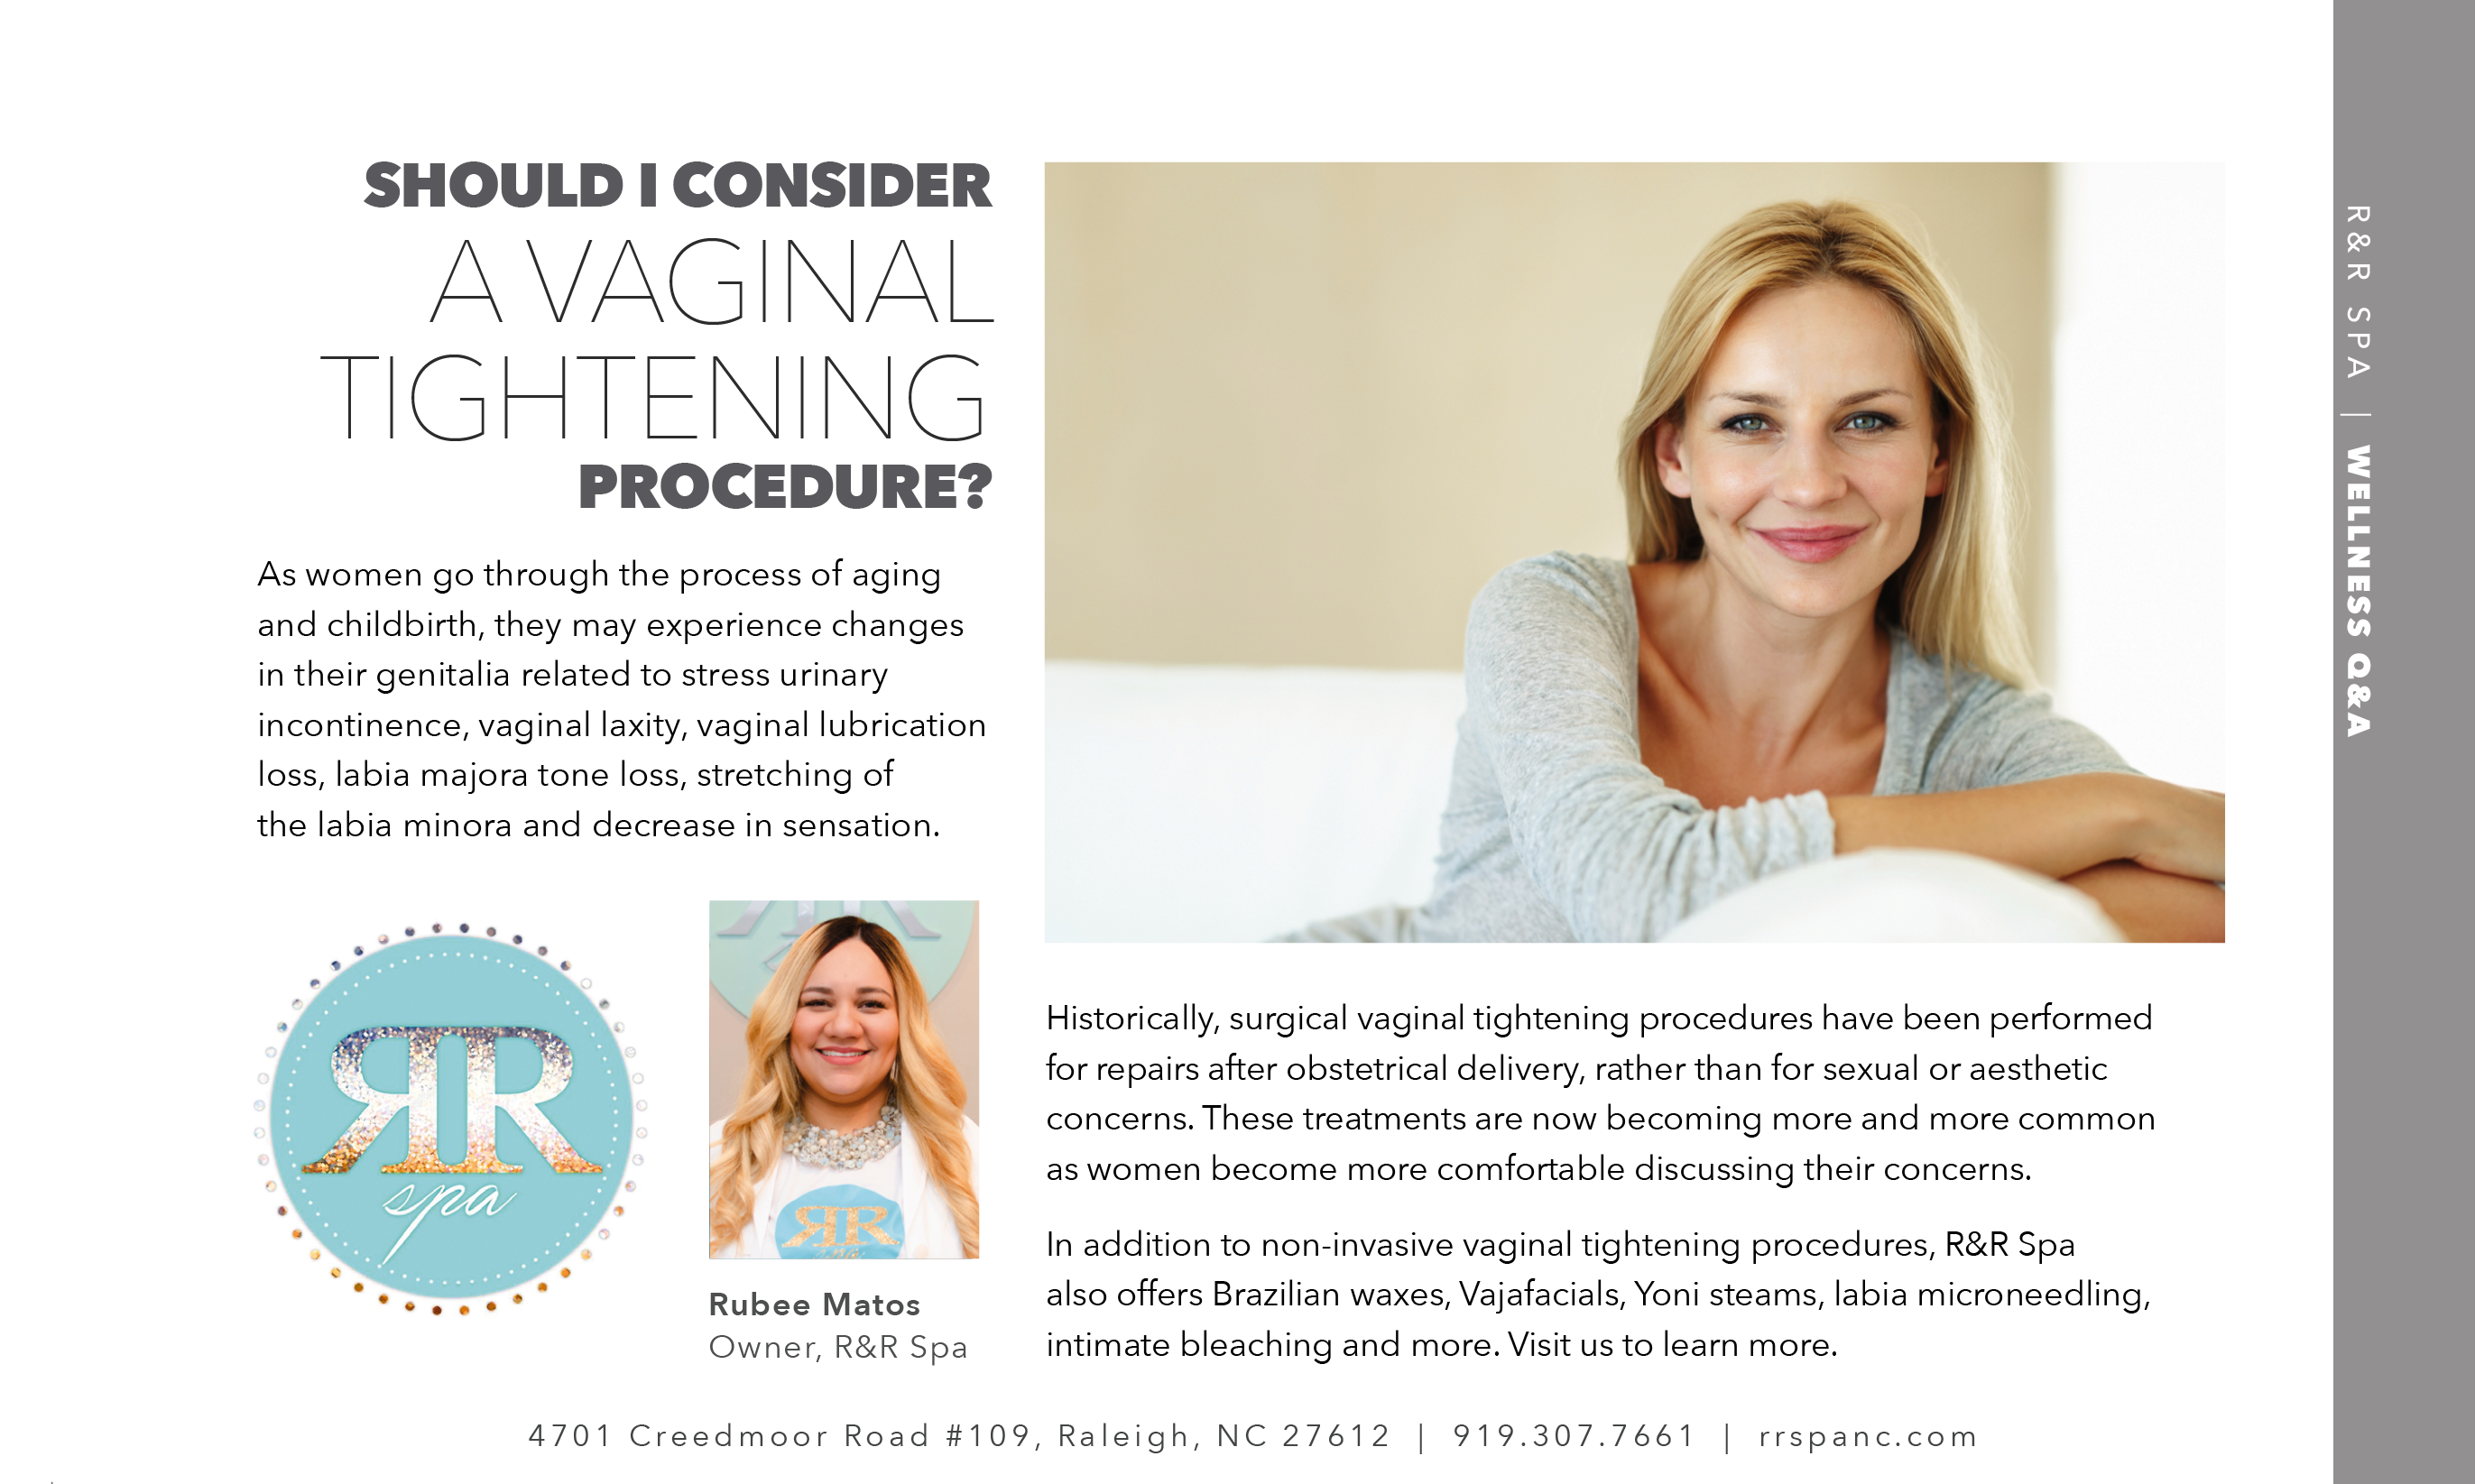 SHOULD I CONSIDER
A VAGINAL
TIGHTENING
PROCEDURE?
As women go through the process of aging
and childbirth, they may experience changes
in their genitalia related to stress urinary
incontinence, vaginal laxity, vaginal lubrication
loss, labia majora tone loss, stretching of
the labia minora and decrease in sensation.
RR
spa
Rubee Matos
Owner, R&R Spa
Historically, surgical vaginal tightening procedures have been performed
for repairs after obstetrical delivery, rather than for sexual or aesthetic
concerns. These treatments are now becoming more and more common
as women become more comfortable discussing their concerns.
In addition to non-invasive vaginal tightening procedures, R&R Spa
also offers Brazilian waxes, Vajafacials, Yoni steams, labia microneedling,
intimate bleaching and more. Visit us to learn more.
4701 Creedmoor Road #109, Raleigh, NC 27612 | 919.307.7661 | rrspanc.com
R&R SPA | WELLNESS Q&A